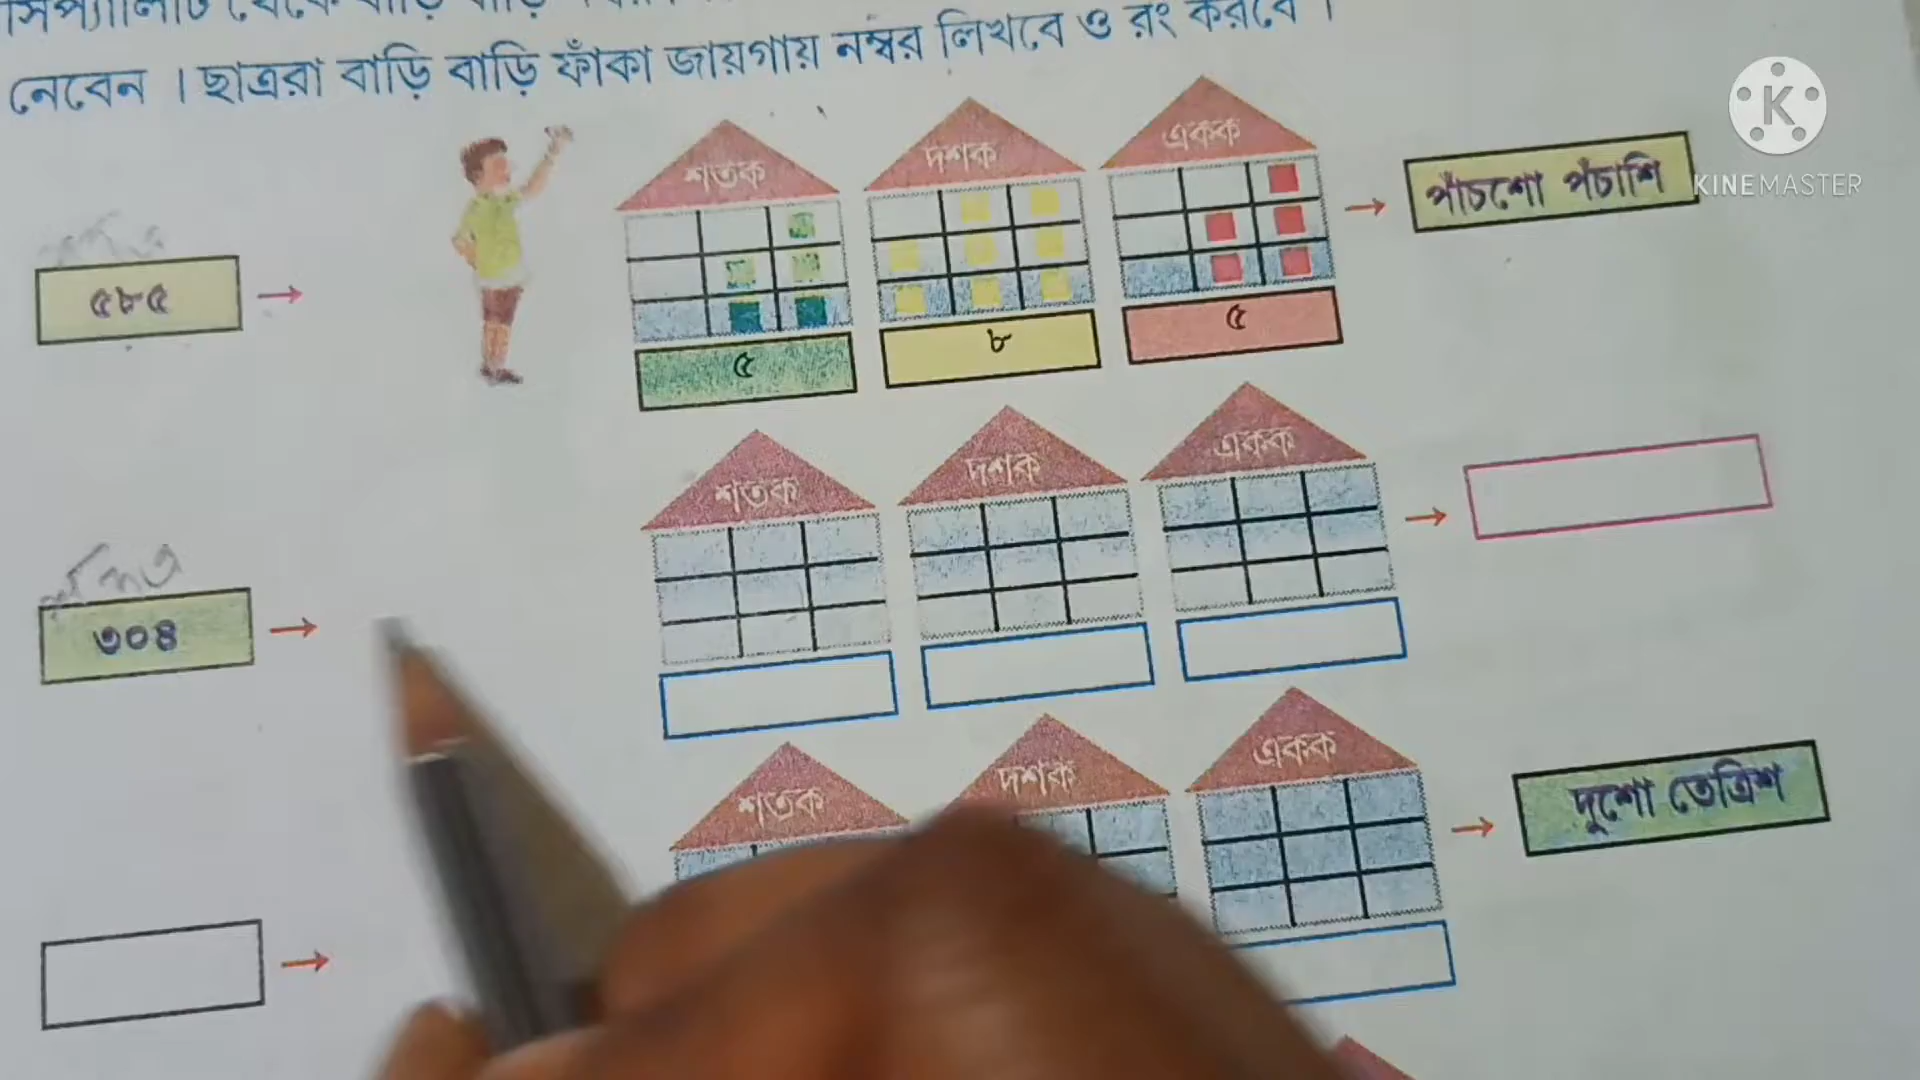 থেকে বাড়ি বাড়ি
নেবেন । ছাত্ররা বাড়ি বাড়ি ফাঁকা জায়গায় নম্বর লিখবে ও রং করবে ।
K
KINEMASTER
৫৮৫
শতক
দশক
একক
পাঁচশো পঁচাশি
৫
৮
৫
৩০৪
শতক
দশক
একক
শতক
দশক
একক
দুশো তেত্রিশ